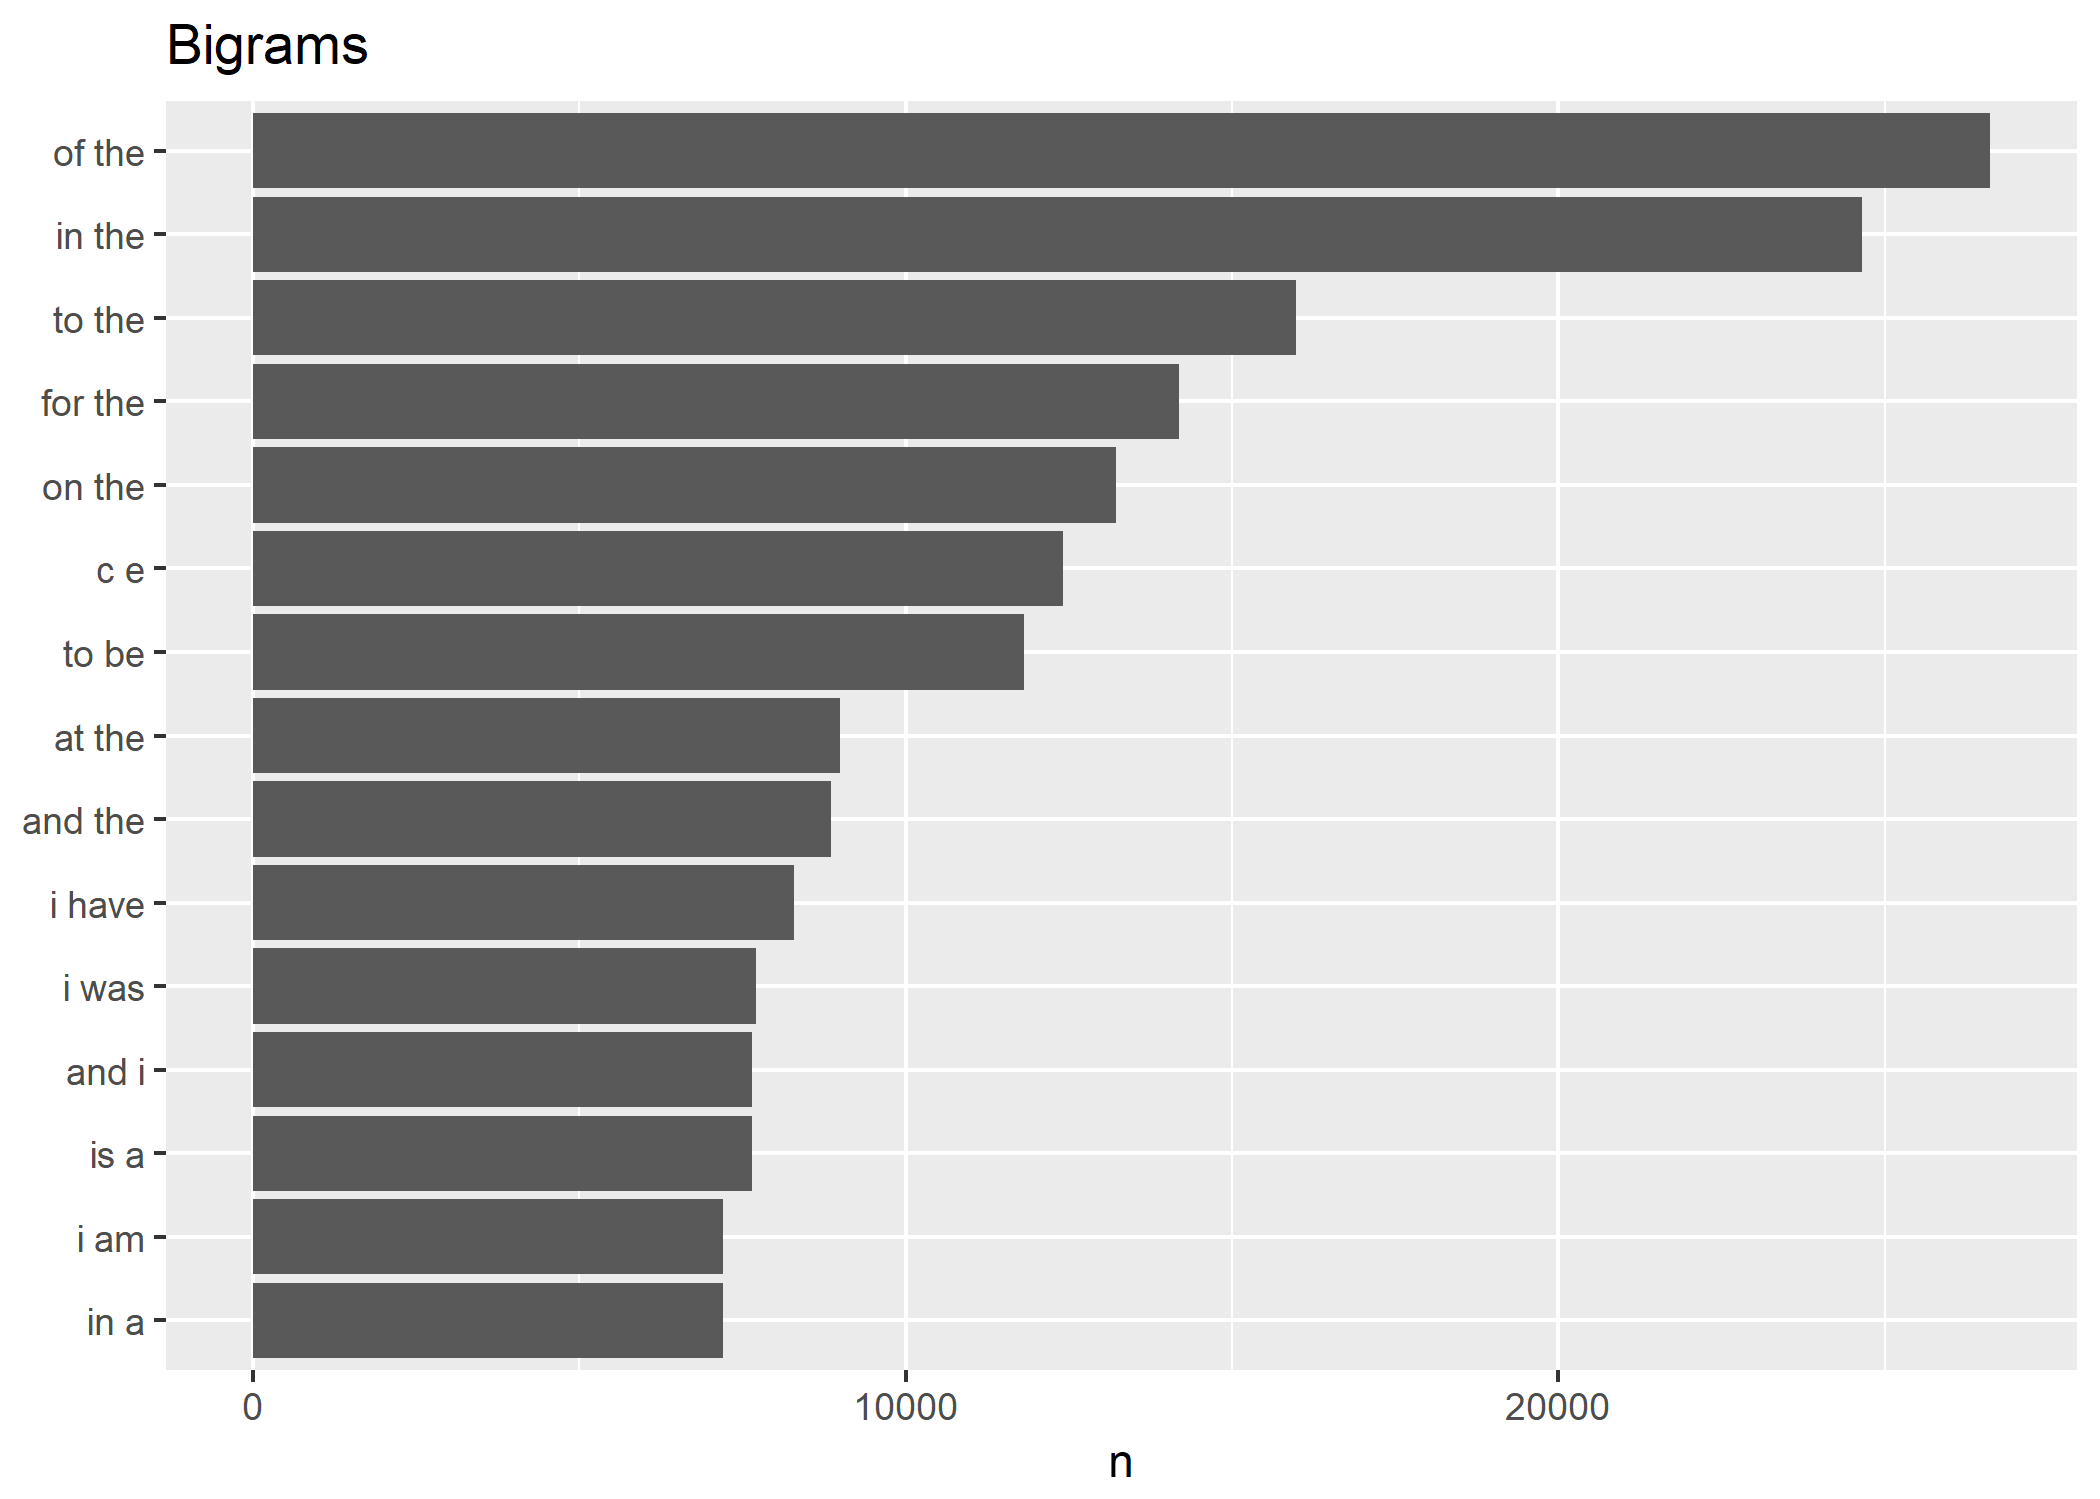 Bigrams
of the
in the
to the
for the
on the
c e
to be
at the
and the
i have
i was
and i
is a
i am
in a
0 10000 20000
n